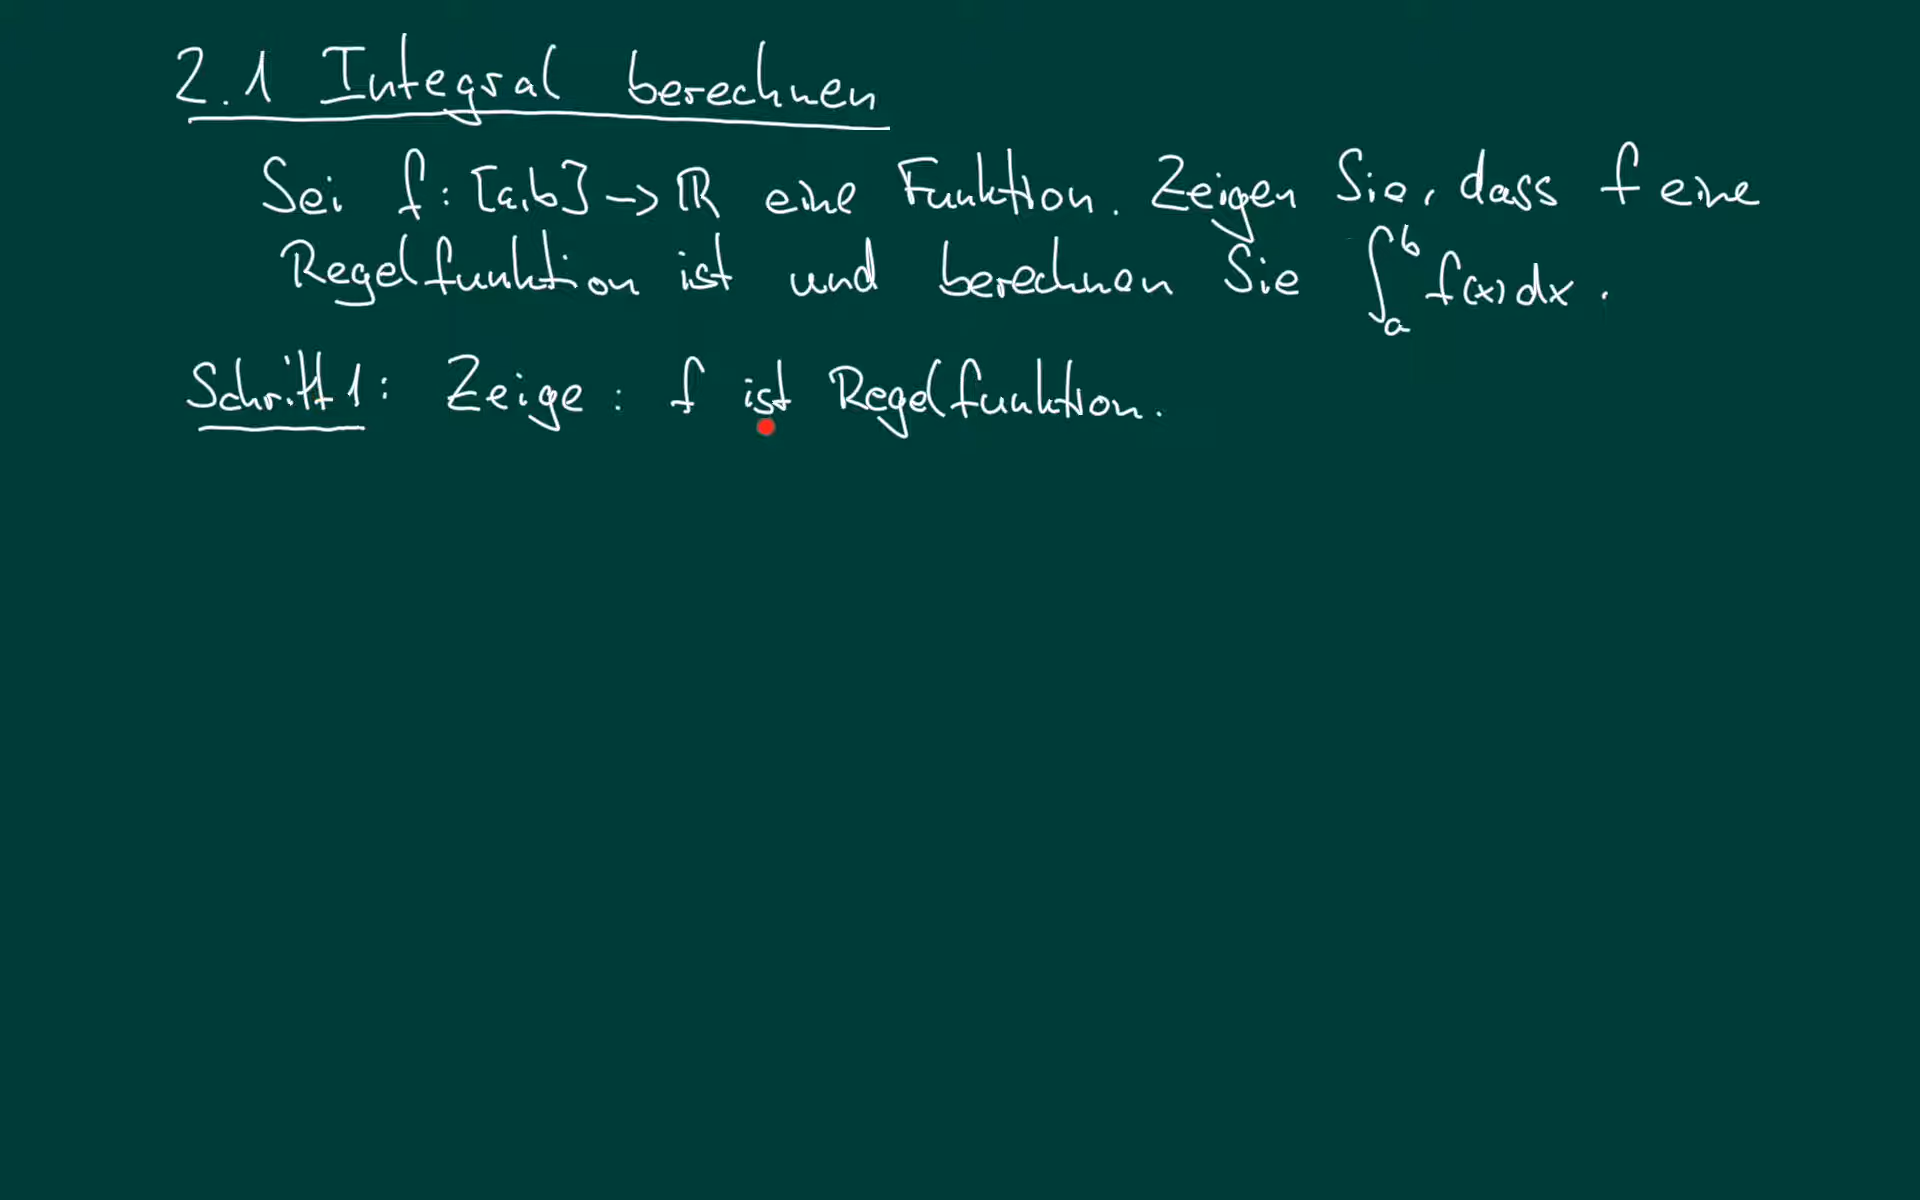 2.1 Integral berechnen
Sei f: [a,b] → ℝ eine Funktion. Zeigen Sie, dass f eine
Regelfunktion ist und berechnen Sie ∫_a^b f(x) dx.
Schritt 1: Zeige: f ist Regelfunktion.